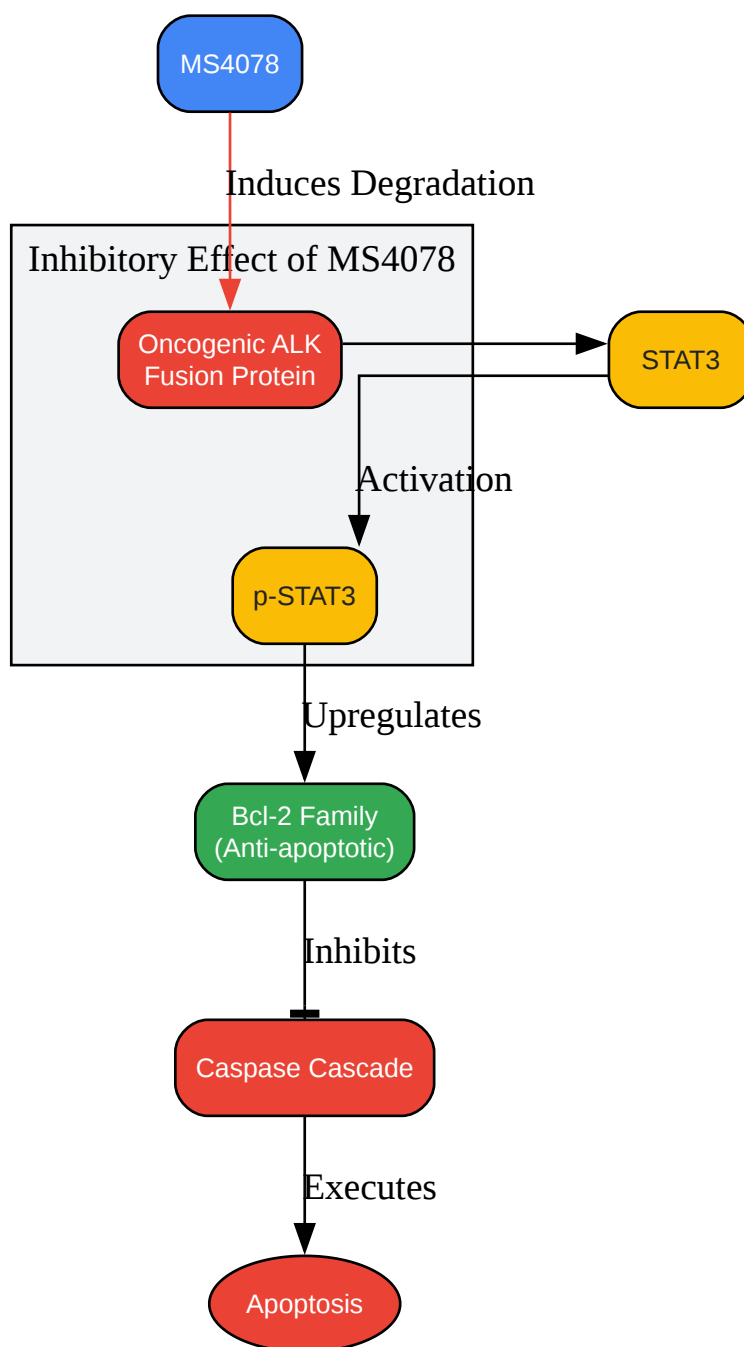 MS4078
Induces Degradation
Inhibitory Effect of MS4078
Oncogenic ALK
Fusion Protein
STAT3
Activation
p-STAT3
Upregulates
Bcl-2 Family
(Anti-apoptotic)
Inhibits
Caspase Cascade
Executes
Apoptosis